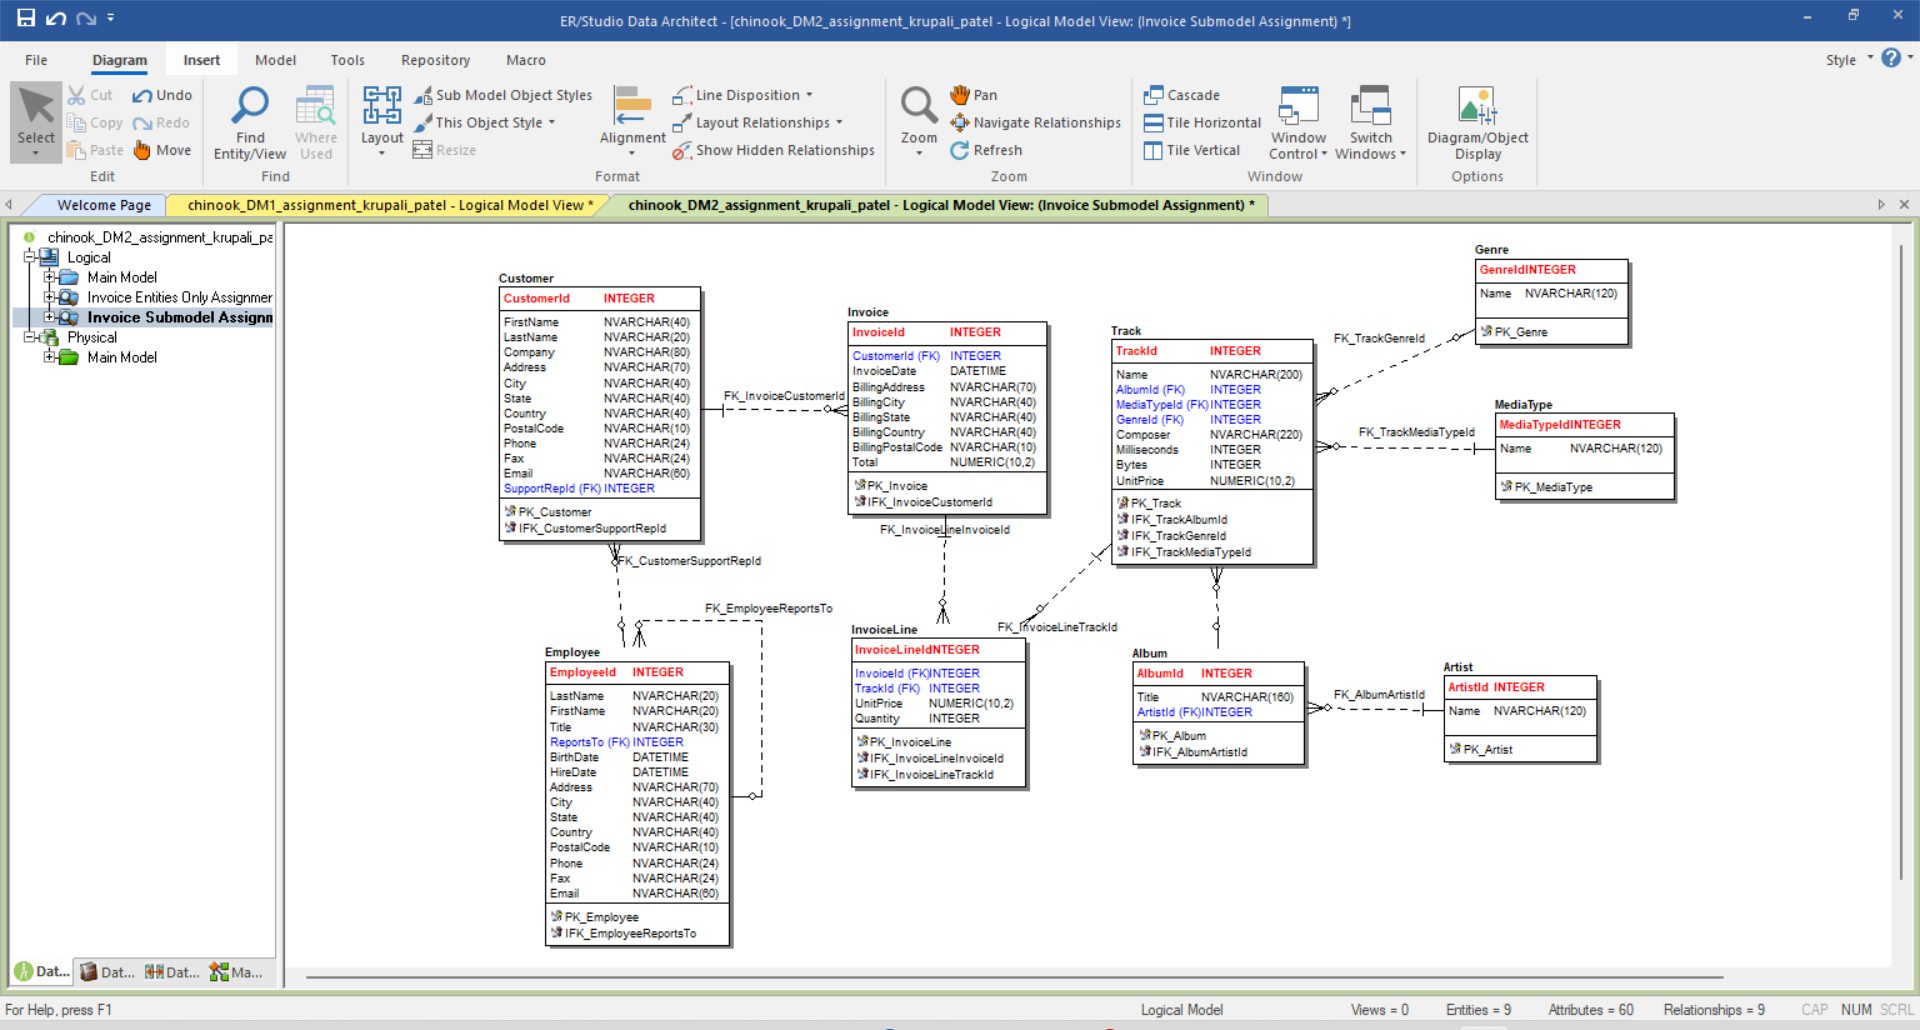 ER/Studio Data Architect - [chinook_DM2_assignment_krupali_patel - Logical Model View: (Invoice Submodel Assignment) *]
File Diagram Insert Model Tools Repository Macro Style
Select
Cut
Copy
Paste
Undo
Redo
Move
Edit
Find Entity/View
Where Used
Find
Layout
Sub Model Object Styles
This Object Style
Resize
Alignment
Line Disposition
Layout Relationships
Show Hidden Relationships
Format
Zoom
Pan
Navigate Relationships
Refresh
Zoom
Cascade
Tile Horizontal
Tile Vertical
Window Control
Switch Windows
Window
Diagram/Object Display
Options
Welcome Page
chinook_DM1_assignment_krupali_patel - Logical Model View *
chinook_DM2_assignment_krupali_patel - Logical Model View: (Invoice Submodel Assignment) *
chinook_DM2_assignment_krupali_pa
Logical
Main Model
Invoice Entities Only Assignmer
Invoice Submodel Assignn
Physical
Main Model
Dat... Dat... Dat... Ma...
Customer
CustomerId INTEGER
FirstName NVARCHAR(40)
LastName NVARCHAR(20)
Company NVARCHAR(80)
Address NVARCHAR(70)
City NVARCHAR(40)
State NVARCHAR(40)
Country NVARCHAR(40)
PostalCode NVARCHAR(10)
Phone NVARCHAR(24)
Fax NVARCHAR(24)
Email NVARCHAR(60)
SupportRepId (FK) INTEGER
PK_Customer
IFK_CustomerSupportRepId
FK_InvoiceCustomerId
FK_CustomerSupportRepId
FK_EmployeeReportsTo
Employee
EmployeeId INTEGER
LastName NVARCHAR(20)
FirstName NVARCHAR(20)
Title NVARCHAR(30)
ReportsTo (FK) INTEGER
BirthDate DATETIME
HireDate DATETIME
Address NVARCHAR(70)
City NVARCHAR(40)
State NVARCHAR(40)
Country NVARCHAR(40)
PostalCode NVARCHAR(10)
Phone NVARCHAR(24)
Fax NVARCHAR(24)
Email NVARCHAR(60)
PK_Employee
IFK_EmployeeReportsTo
Invoice
InvoiceId INTEGER
CustomerId (FK) INTEGER
InvoiceDate DATETIME
BillingAddress NVARCHAR(70)
BillingCity NVARCHAR(40)
BillingState NVARCHAR(40)
BillingCountry NVARCHAR(40)
BillingPostalCode NVARCHAR(10)
Total NUMERIC(10,2)
PK_Invoice
IFK_InvoiceCustomerId
FK_InvoiceLineInvoiceId
InvoiceLine
InvoiceLineIdNTEGER
InvoiceId (FK)INTEGER
TrackId (FK) INTEGER
UnitPrice NUMERIC(10,2)
Quantity INTEGER
PK_InvoiceLine
IFK_InvoiceLineInvoiceId
IFK_InvoiceLineTrackId
FK_InvoiceLineTrackId
Track
TrackId INTEGER
Name NVARCHAR(200)
AlbumId (FK) INTEGER
MediaTypeId (FK)INTEGER
GenreId (FK) INTEGER
Composer NVARCHAR(220)
Milliseconds INTEGER
Bytes INTEGER
UnitPrice NUMERIC(10,2)
PK_Track
IFK_TrackAlbumId
IFK_TrackGenreId
IFK_TrackMediaTypeId
FK_TrackGenreId
FK_TrackMediaTypeId
Genre
GenreIdINTEGER
Name NVARCHAR(120)
PK_Genre
MediaType
MediaTypeIdINTEGER
Name NVARCHAR(120)
PK_MediaType
Album
AlbumId INTEGER
Title NVARCHAR(160)
ArtistId (FK)INTEGER
PK_Album
IFK_AlbumArtistId
FK_AlbumArtistId
Artist
ArtistId INTEGER
Name NVARCHAR(120)
PK_Artist
For Help, press F1 Logical Model Views = 0 Entities = 9 Attributes = 60 Relationships = 9 CAP NUM SCRL